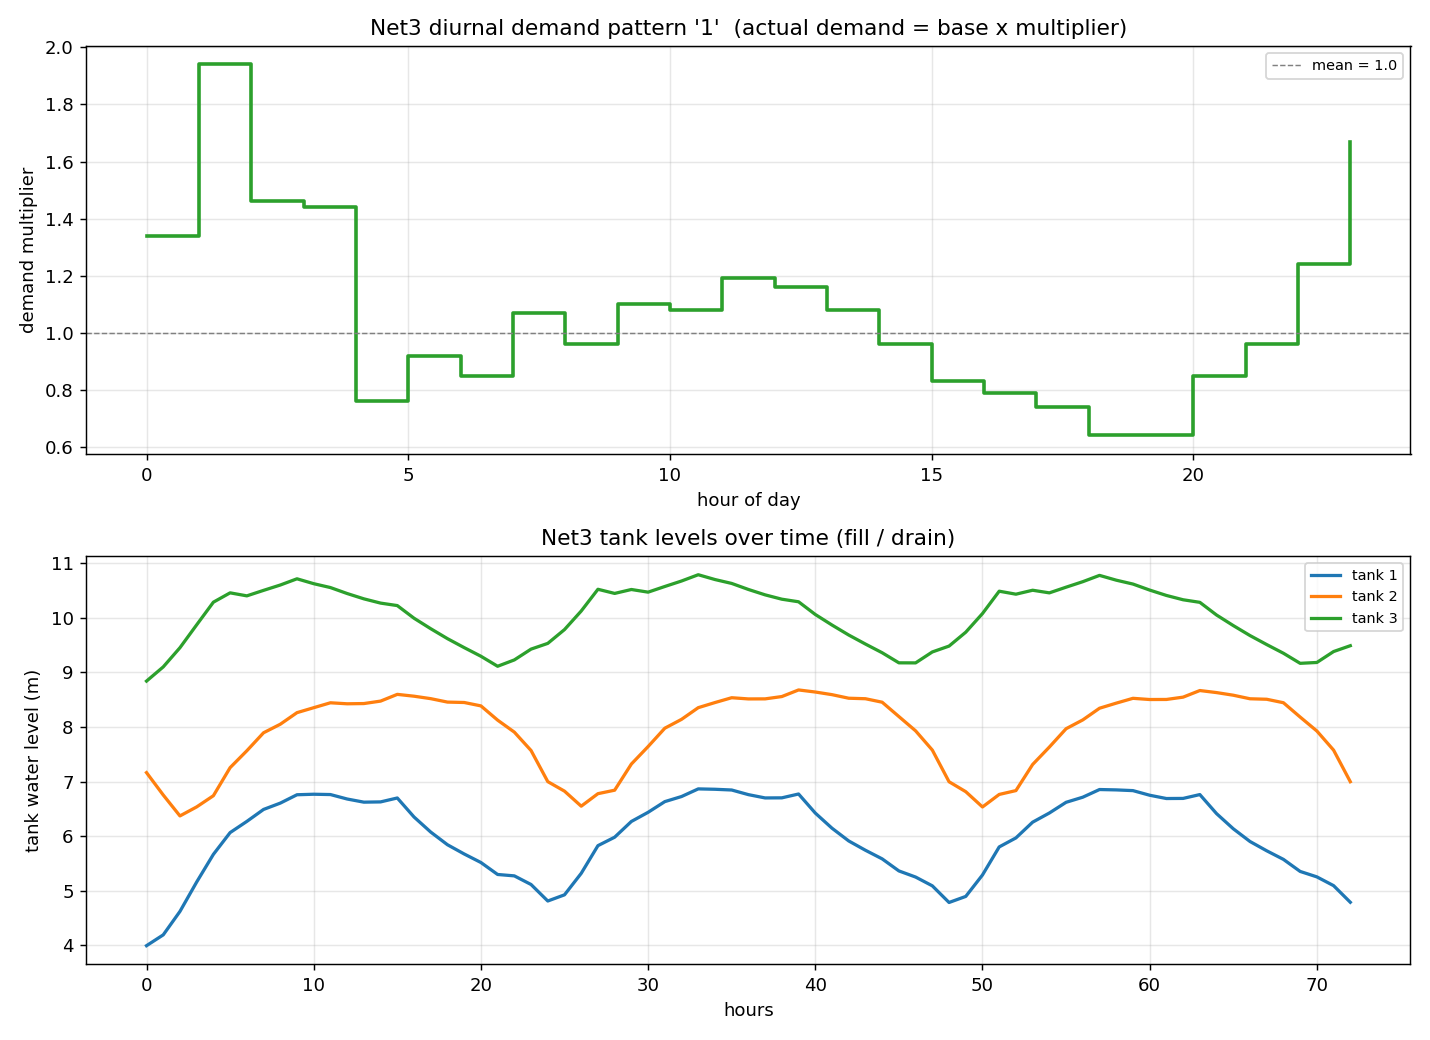 Net3 diurnal demand pattern '1'  (actual demand = base x multiplier)
2.0
1.8
1.6
1.4
1.2
1.0
0.8
0.6
demand multiplier
mean = 1.0
0 5 10 15 20
hour of day
Net3 tank levels over time (fill / drain)
11
10
9
8
7
6
5
4
tank water level (m)
tank 1
tank 2
tank 3
0 10 20 30 40 50 60 70
hours